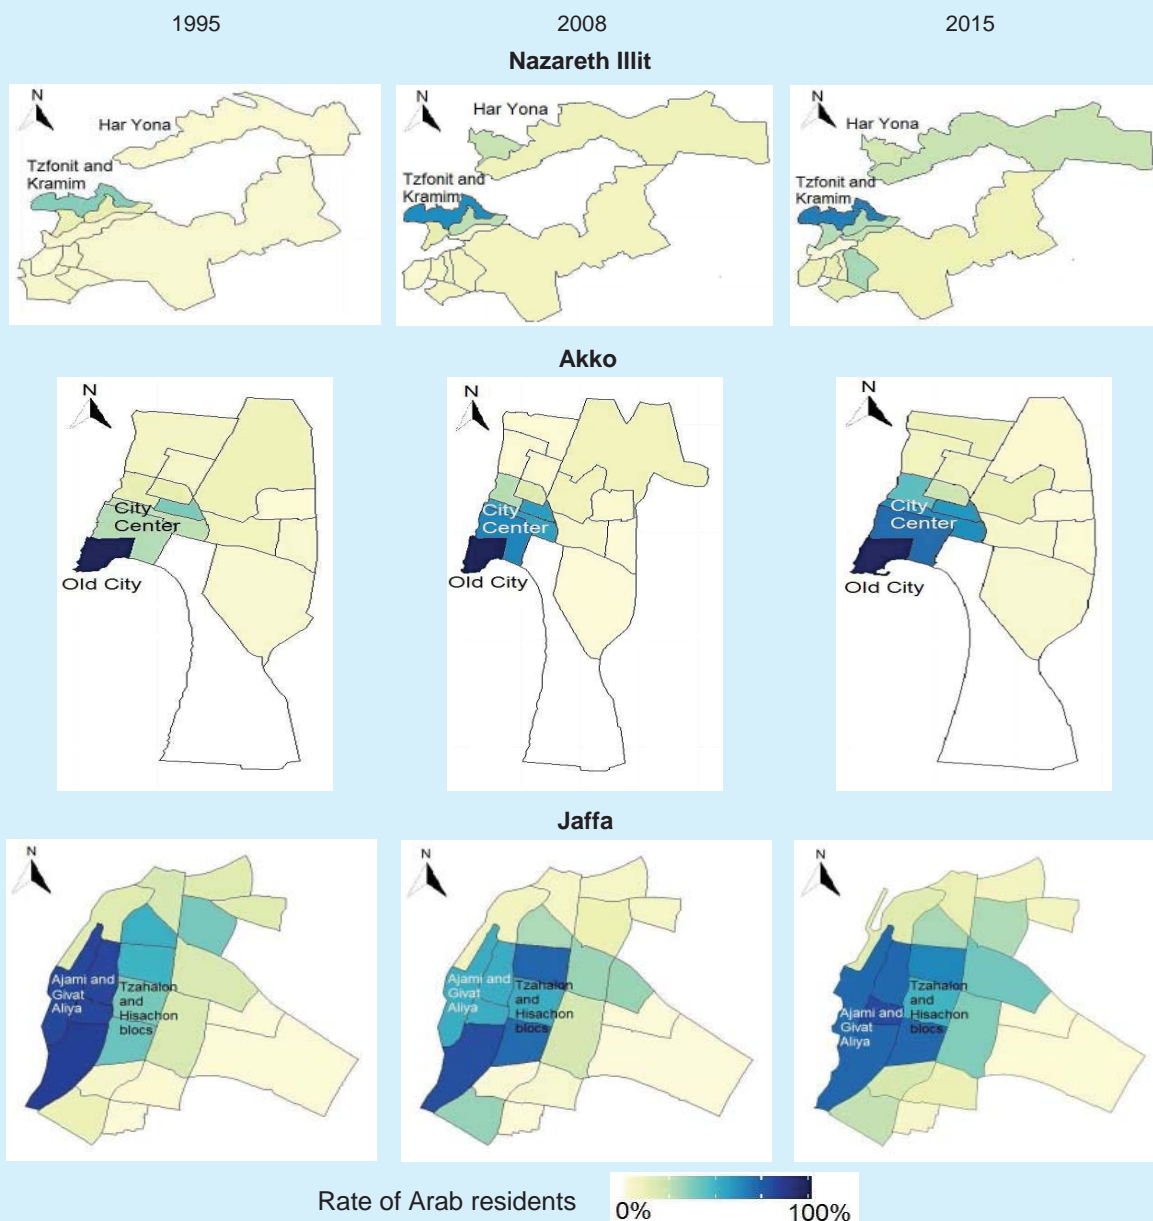 1995
2008
2015
Nazareth Illit
N
Har Yona
Tzfonit and
Kramim
N
Har Yona
Tzfonit and
Kramim
N
Har Yona
Tzfonit and
Kramim
Akko
N
City
Center
Old City
N
City
Center
Old City
N
City
Center
Old City
Jaffa
N
Ajami and
Givat
Aliya
Tzahalon
and
Hisachon
blocs
N
Ajami and
Givat
Aliya
Tzahalon
and
Hisachon
blocs
N
Ajami and
Givat
Aliya
Tzahalon
and
Hisachon
blocs
Rate of Arab residents
0%
100%